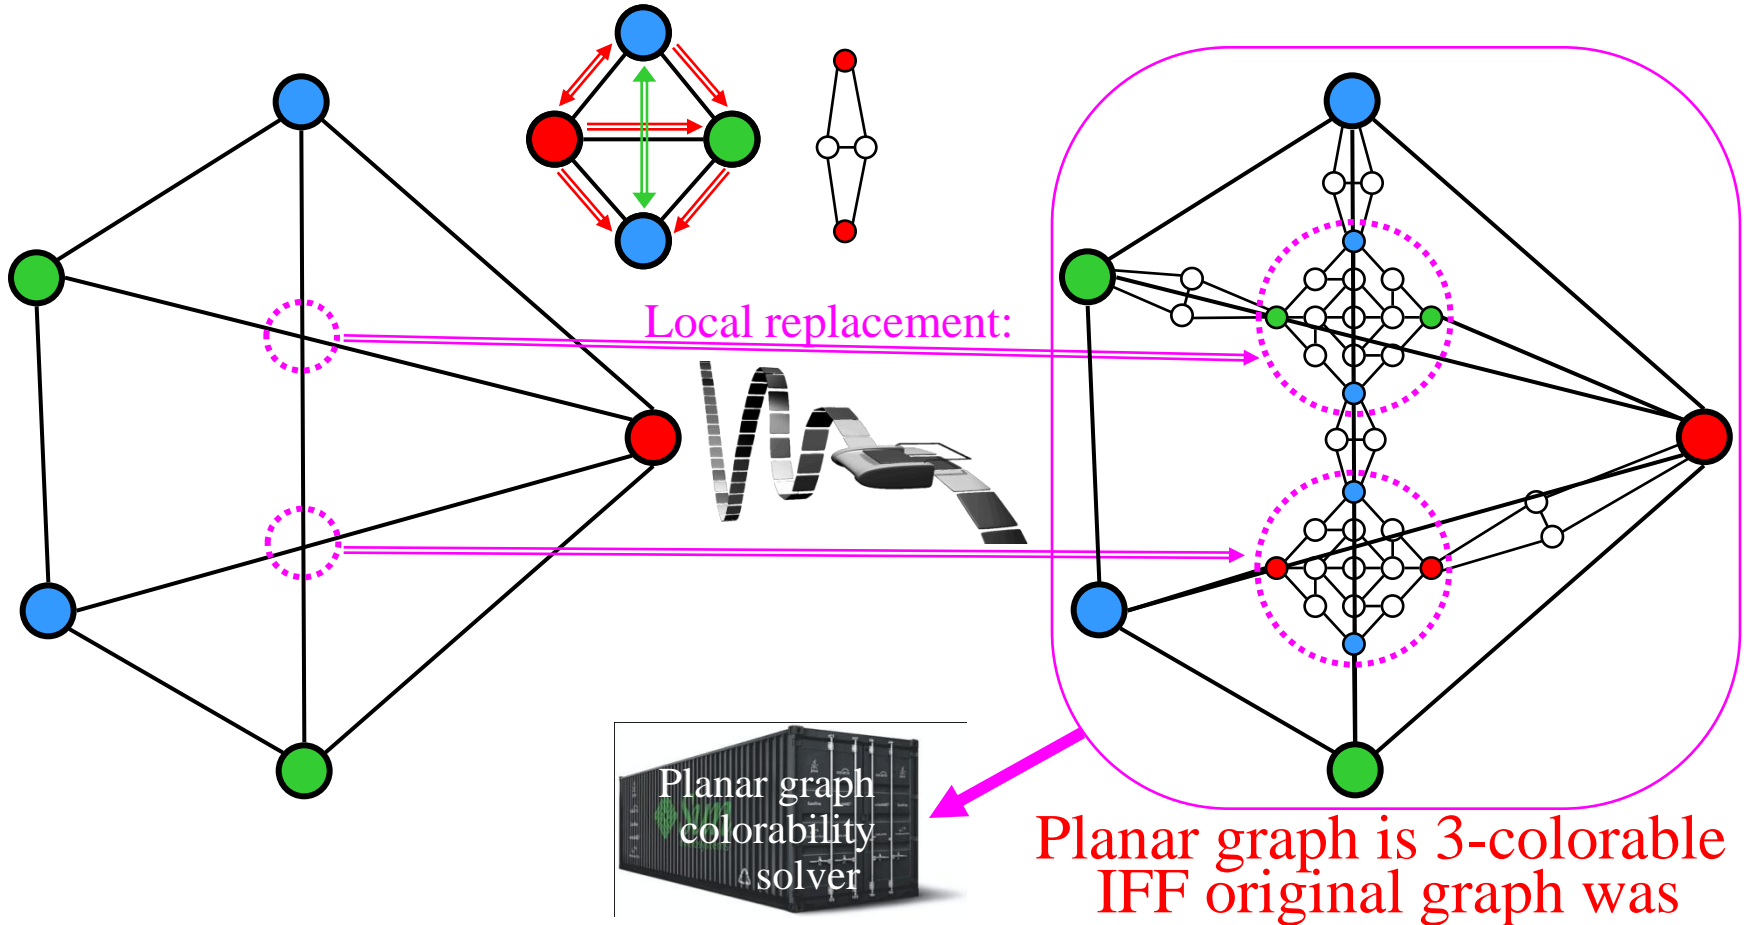 Local replacement:
Planar graph
colorability
solver
Planar graph is 3-colorable
IFF original graph was